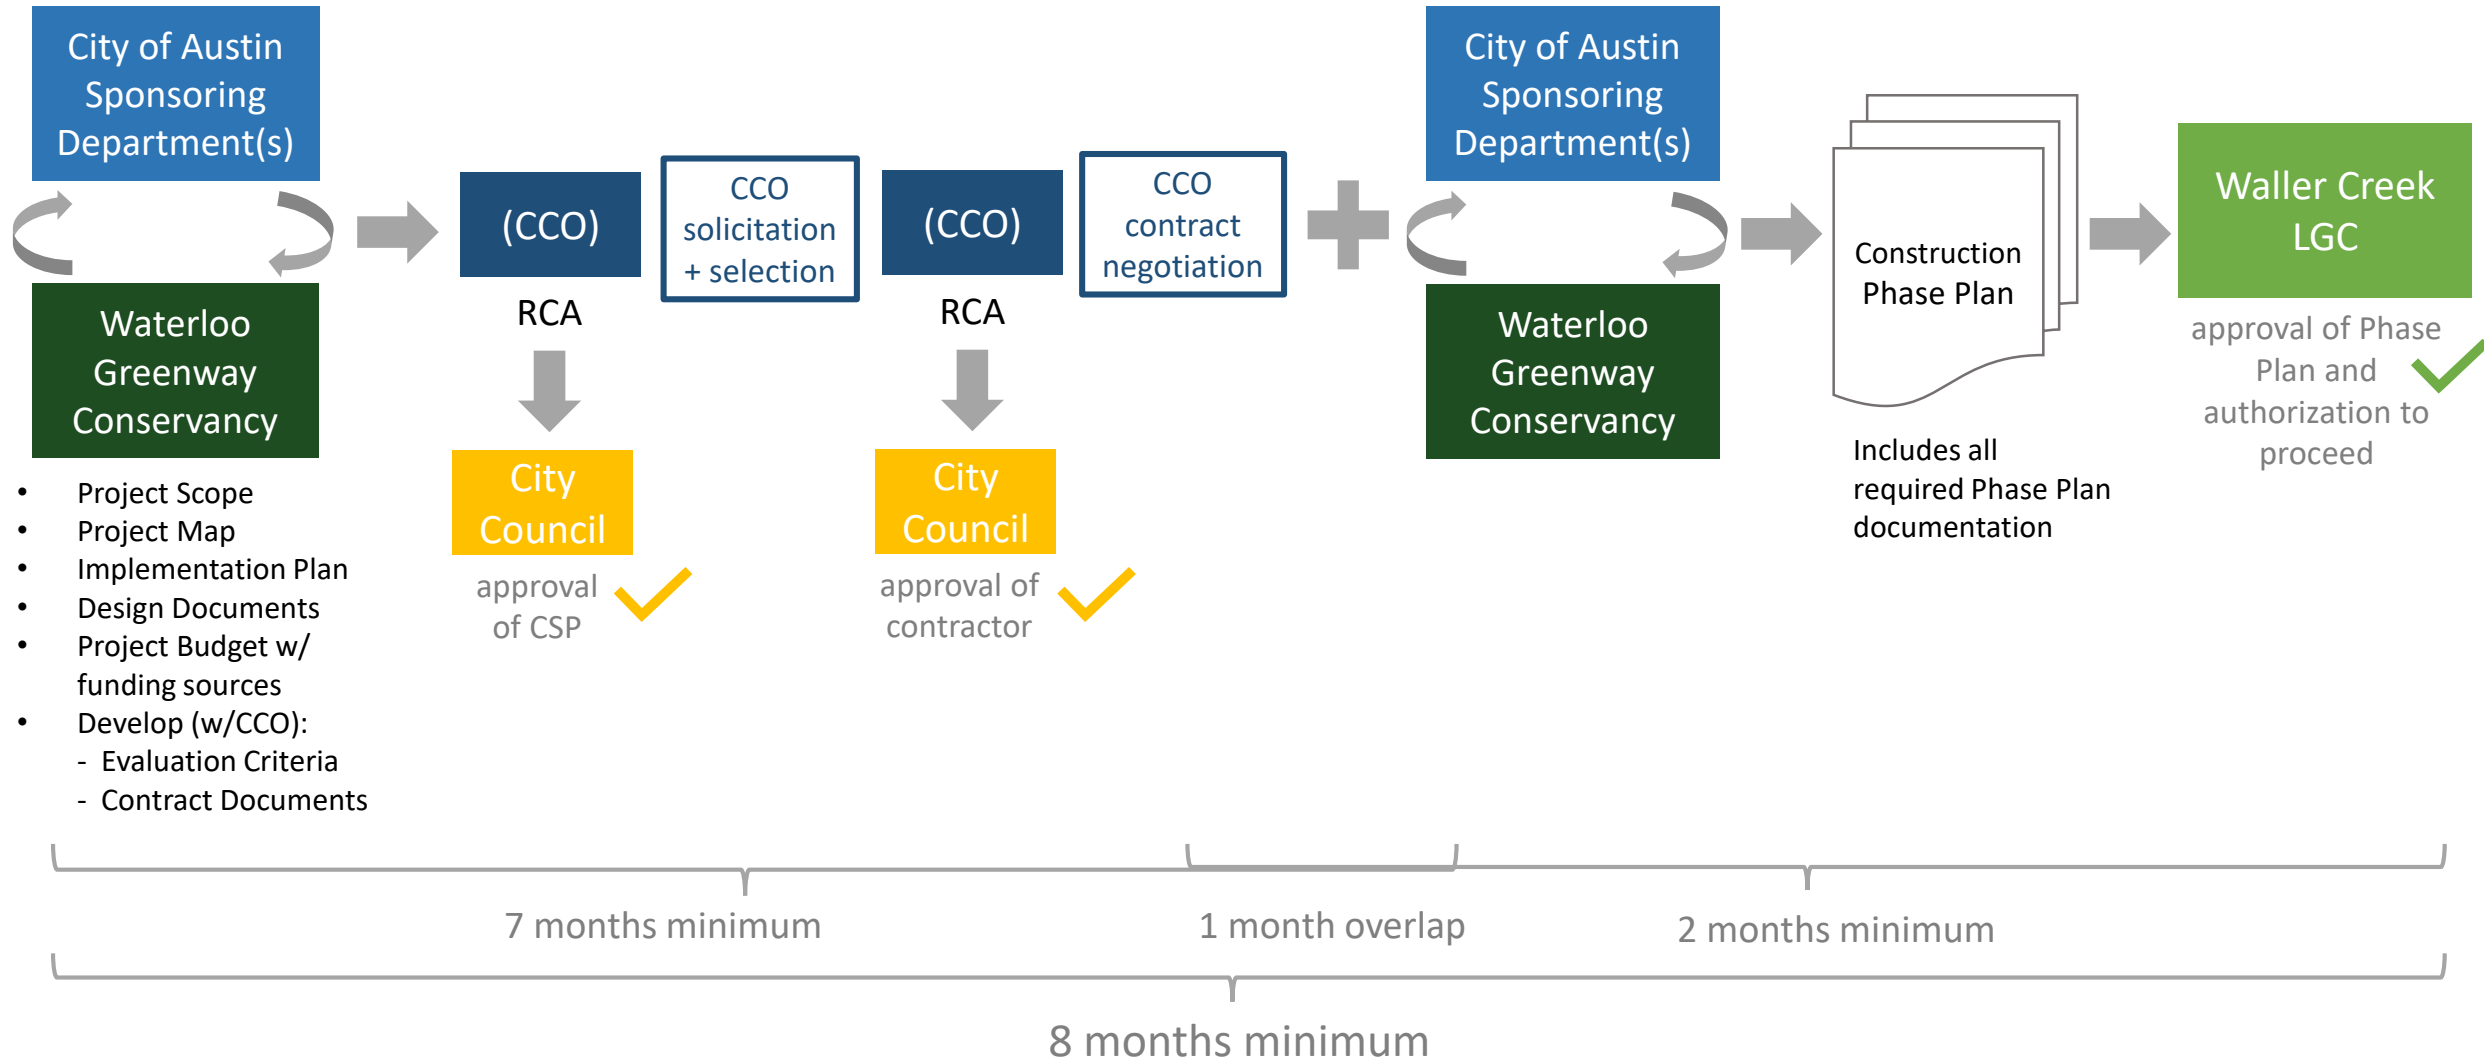 City of Austin
Sponsoring
Department(s)
Waterloo
Greenway
Conservancy
• Project Scope
• Project Map
• Implementation Plan
• Design Documents
• Project Budget w/
funding sources
• Develop (w/CCO):
- Evaluation Criteria
- Contract Documents
(CCO)
RCA
City
Council
approval
of CSP
CCO
solicitation
+ selection
(CCO)
RCA
City
Council
approval of
contractor
CCO
contract
negotiation
City of Austin
Sponsoring
Department(s)
Waterloo
Greenway
Conservancy
Construction
Phase Plan
Includes all
required Phase Plan
documentation
Waller Creek
LGC
approval of Phase
Plan and
authorization to
proceed
7 months minimum
1 month overlap
2 months minimum
8 months minimum